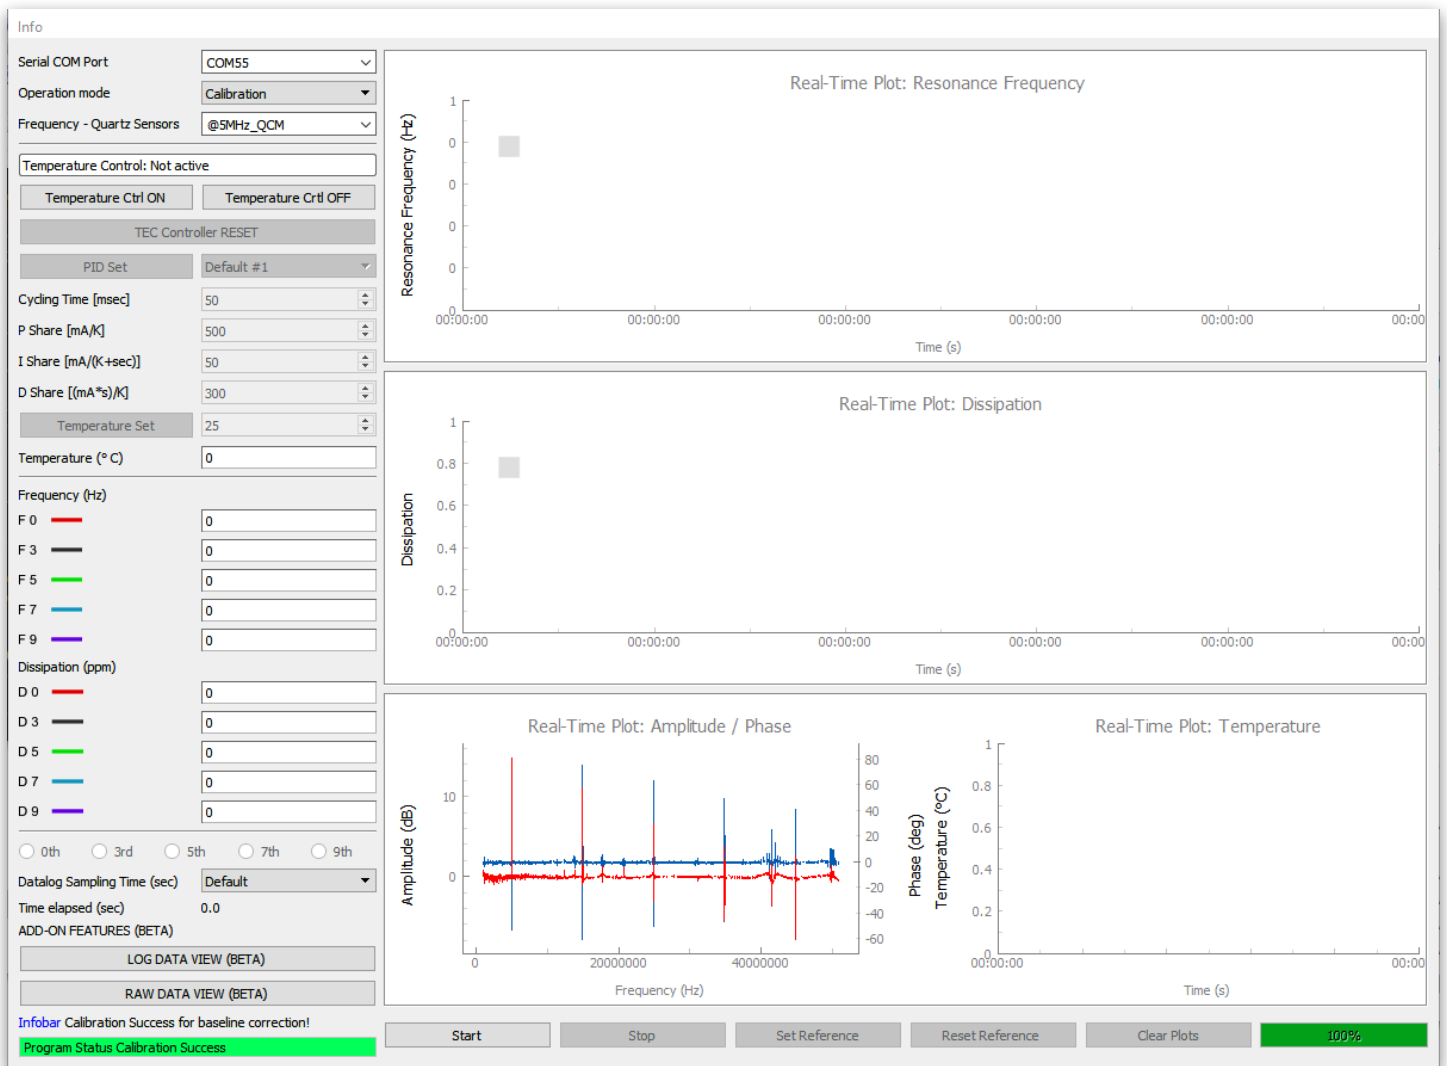 Info
Serial COM Port
COM55
Operation mode
Calibration
Frequency - Quartz Sensors
@5MHz_QCM
Temperature Control: Not active
Temperature Ctrl ON
Temperature Crtl OFF
TEC Controller RESET
PID Set
Default #1
Cycling Time [msec]
50
P Share [mA/K]
500
I Share [mA/(K+sec)]
50
D Share [(mA*s)/K]
300
Temperature Set
25
Temperature (° C)
0
Frequency (Hz)
F 0
0
F 3
0
F 5
0
F 7
0
F 9
0
Dissipation (ppm)
D 0
0
D 3
0
D 5
0
D 7
0
D 9
0
0th 3rd 5th 7th 9th
Datalog Sampling Time (sec)
Default
Time elapsed (sec)
0.0
ADD-ON FEATURES (BETA)
LOG DATA VIEW (BETA)
RAW DATA VIEW (BETA)
Infobar Calibration Success for baseline correction!
Program Status Calibration Success
Real-Time Plot: Resonance Frequency
Resonance Frequency (Hz)
1
0
0
0
0
0
00:00:00 00:00:00 00:00:00 00:00:00 00:00:00 00:00
Time (s)
Real-Time Plot: Dissipation
Dissipation
1
0.8
0.6
0.4
0.2
0
00:00:00 00:00:00 00:00:00 00:00:00 00:00:00 00:00
Time (s)
Real-Time Plot: Amplitude / Phase
Amplitude (dB)
10
0
80
60
40
20
0
-20
-40
-60
Phase (deg)
0 20000000 40000000
Frequency (Hz)
Real-Time Plot: Temperature
Temperature (°C)
1
0.8
0.6
0.4
0.2
0
00:00:00 00:00
Time (s)
Start
Stop
Set Reference
Reset Reference
Clear Plots
100%